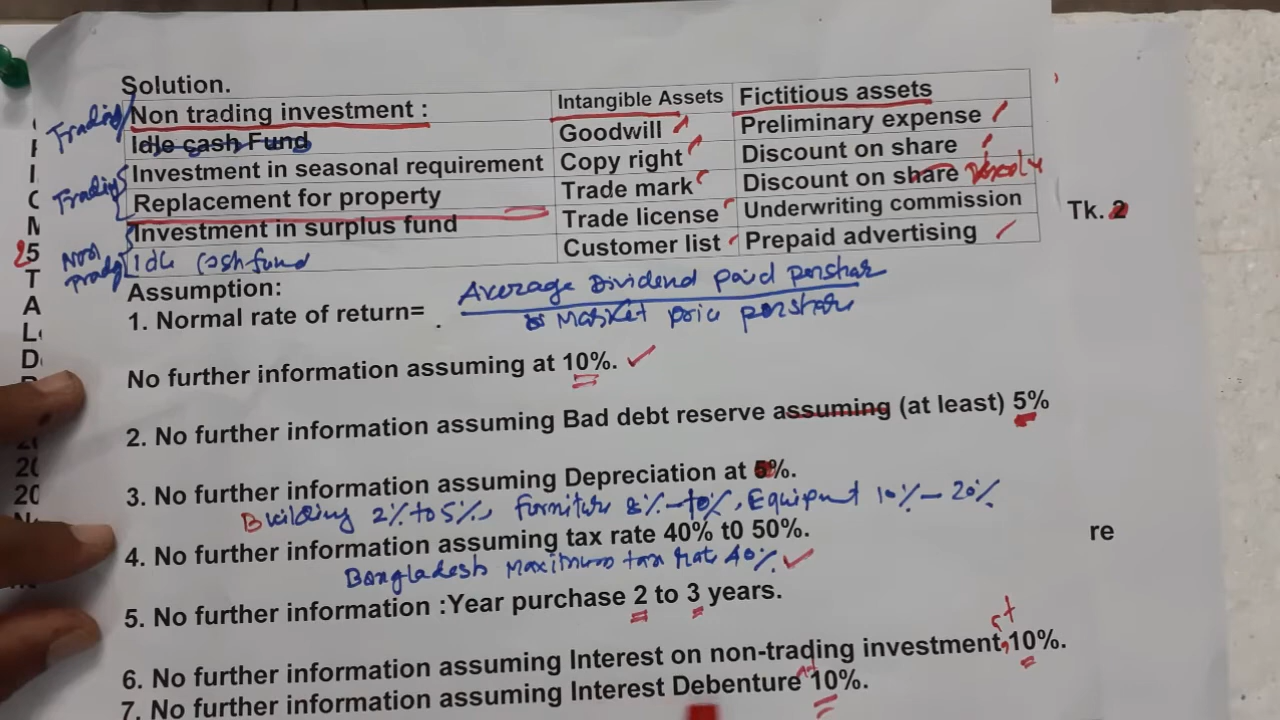 Solution.
Trading
Non trading investment :
Intangible Assets
Fictitious assets
Idle cash Fund
Goodwill
Preliminary expense
Investment in seasonal requirement
Copy right
Discount on share
Trading
Replacement for property
Trade mark
Discount on share
Investment in surplus fund
Trade license
Underwriting commission
Tk. 2
Non
Idle cash fund
Customer list
Prepaid advertising
Assumption:
Average Dividend paid per share
1. Normal rate of return=
Market price per share
No further information assuming at 10%.
2. No further information assuming Bad debt reserve assuming (at least) 5%
3. No further information assuming Depreciation at 5%.
Building 2% to 5%, Furniture 8%-10%, Equipment 10%-20%
4. No further information assuming tax rate 40% t0 50%.
re
Bangladesh Maximum tax rate 40%
5. No further information :Year purchase 2 to 3 years.
6. No further information assuming Interest on non-trading investment, 10%.
7. No further information assuming Interest Debenture 10%.